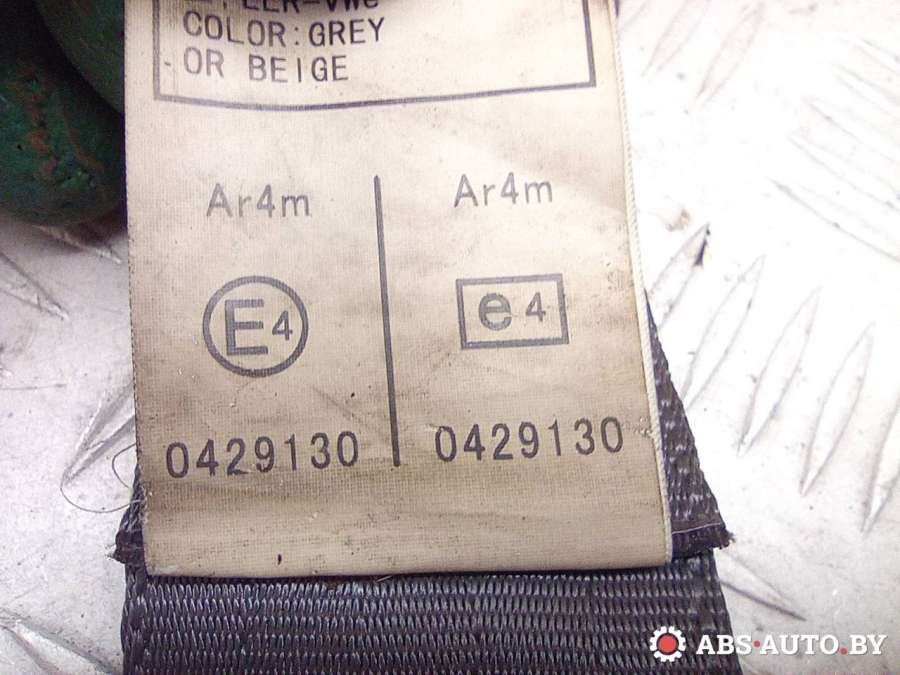 COLOR:GREY
OR BEIGE
Ar4m Ar4m
E4 e4
0429130 0429130
ABS-AUTO.BY